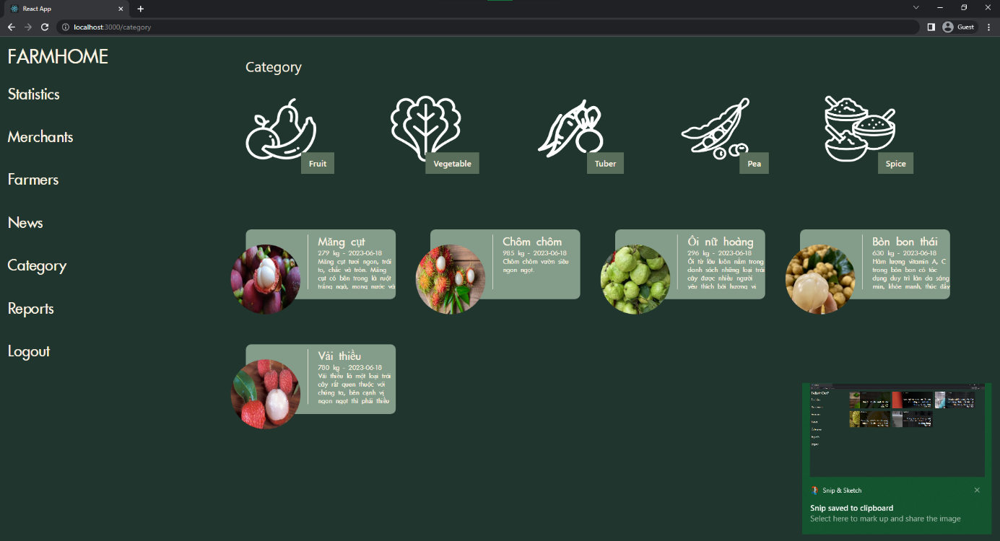 React App
localhost:3000/category
Guest
FARMHOME
Statistics
Merchants
Farmers
News
Category
Reports
Logout
Category
Fruit
Vegetable
Tuber
Pea
Spice
Măng cụt
279 kg - 2023-06-18
Măng cụt tươi ngon, trái
to, chắc và tròn. Măng
cụt có bên trong là ruột
trắng ngà, mọng nước và
Chôm chôm
985 kg - 2023-06-18
Chôm chôm vườn siêu
ngon ngọt.
Ổi nữ hoàng
296 kg - 2023-06-18
Ổi từ lâu luôn nằm trong
danh sách những loại trái
cây được nhiều người
yêu thích bởi hương vị
Bòn bon thái
630 kg - 2023-06-18
Hàm lượng vitamin A, C
trong bòn bon có tác
dụng duy trì làn da sáng
mịn, khỏe mạnh, thúc đẩy
Vải thiều
780 kg - 2023-06-18
Vải thiều là một loại trái
cây rất quen thuộc với
chúng ta, bên cạnh vị
ngon ngọt thì phải thiều
FARMHOME
Snip & Sketch
Snip saved to clipboard
Select here to mark up and share the image